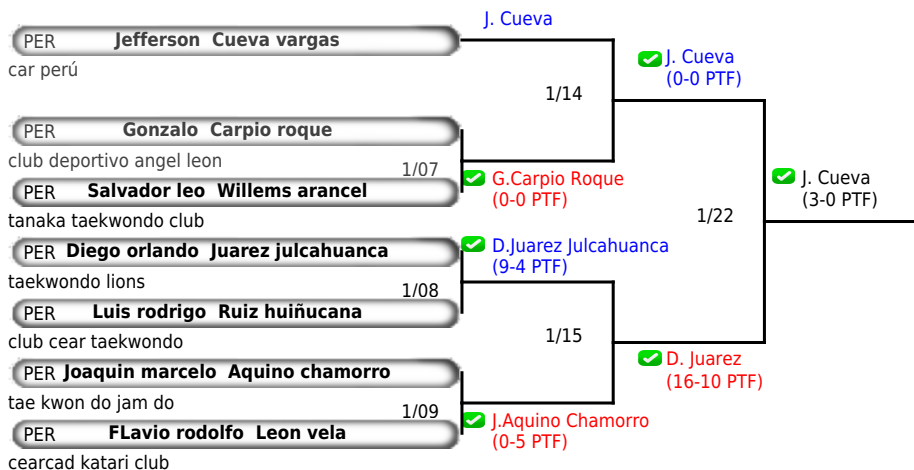 J. Cueva
PER Jefferson Cueva vargas
car perú
J. Cueva
(0-0 PTF)
1/14
PER Gonzalo Carpio roque
club deportivo angel leon
1/07
G.Carpio Roque
(0-0 PTF)
PER Salvador leo Willems arancel
tanaka taekwondo club
J. Cueva
(3-0 PTF)
1/22
PER Diego orlando Juarez julcahuanca
taekwondo lions
D.Juarez Julcahuanca
(9-4 PTF)
1/08
PER Luis rodrigo Ruiz huiñucana
club cear taekwondo
1/15
D. Juarez
(16-10 PTF)
PER Joaquin marcelo Aquino chamorro
tae kwon do jam do
1/09
J.Aquino Chamorro
(0-5 PTF)
PER FLavio rodolfo Leon vela
cearcad katari club